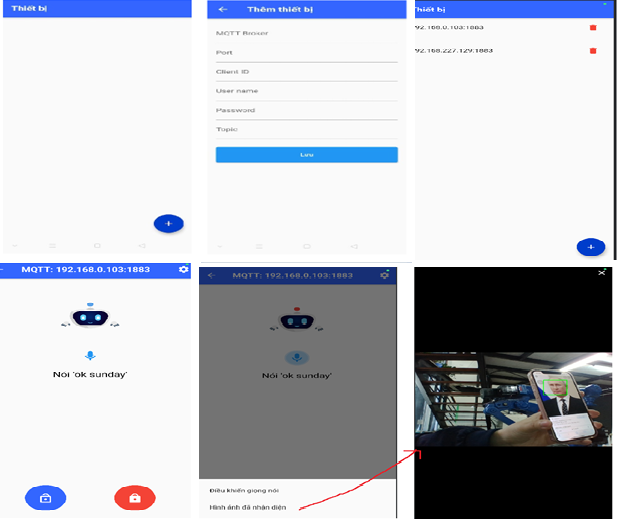 Thiết bị
Thêm thiết bị
MQTT Broker
Port
Client ID
User name
Password
Topic
Lưu
Thiết bị
92.168.0.103:1883
92.168.227.129:1883
MQTT: 192.168.0.103:1883
Nói 'ok sunday'
MQTT: 192.168.0.103:1883
Nói 'ok sunday'
Điều khiển giọng nói
Hình ảnh đã nhận diện